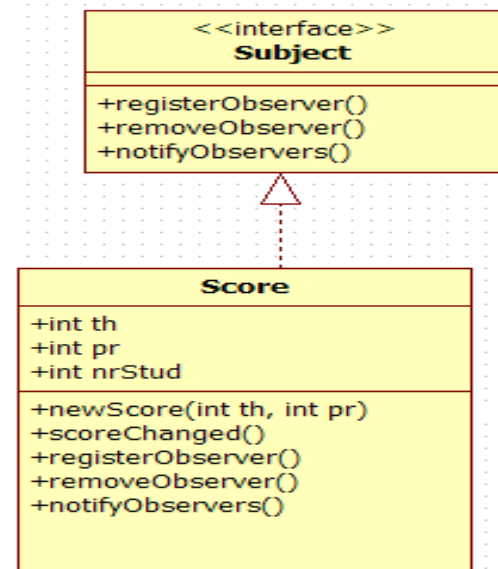 <<interface>>
Subject
+registerObserver()
+removeObserver()
+notifyObservers()
Score
+int th
+int pr
+int nrStud
+newScore(int th, int pr)
+scoreChanged()
+registerObserver()
+removeObserver()
+notifyObservers()